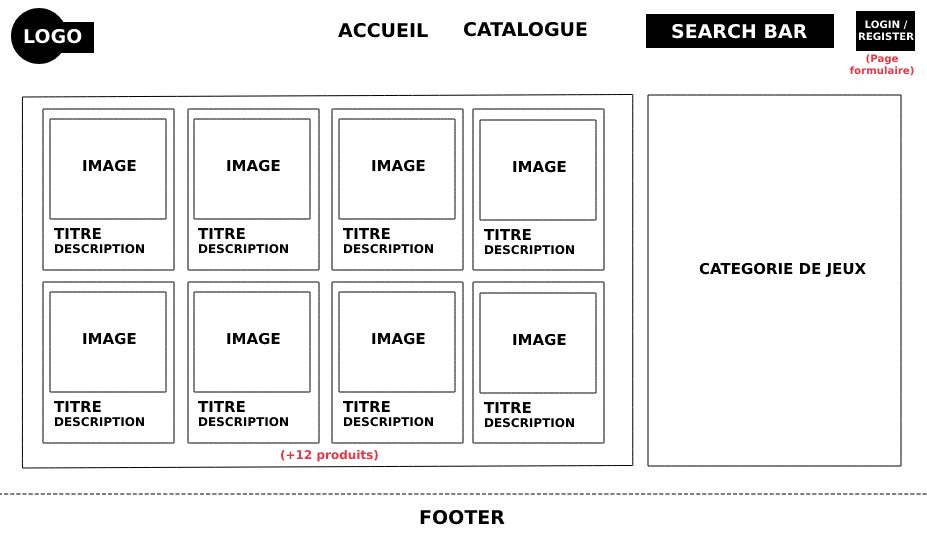 LOGO
ACCUEIL
CATALOGUE
SEARCH BAR
LOGIN /
REGISTER
(Page
formulaire)
IMAGE
TITRE
DESCRIPTION
IMAGE
TITRE
DESCRIPTION
IMAGE
TITRE
DESCRIPTION
IMAGE
TITRE
DESCRIPTION
IMAGE
TITRE
DESCRIPTION
IMAGE
TITRE
DESCRIPTION
IMAGE
TITRE
DESCRIPTION
IMAGE
TITRE
DESCRIPTION
(+12 produits)
CATEGORIE DE JEUX
FOOTER